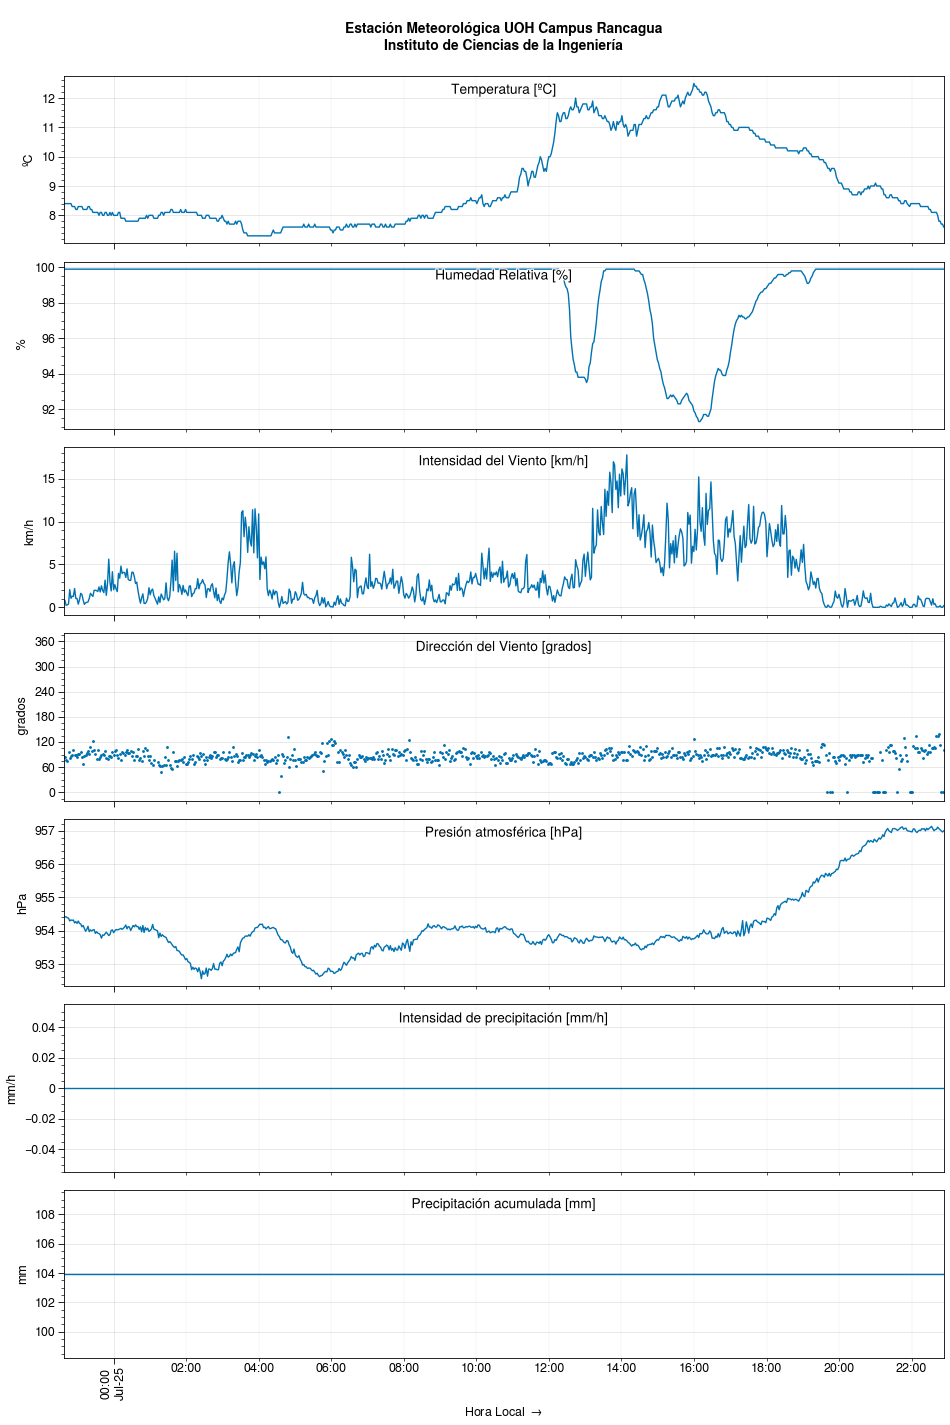 Estación Meteorológica UOH Campus Rancagua
Instituto de Ciencias de la Ingeniería
Temperatura [ºC]
ºC
12
11
10
9
8
Humedad Relativa [%]
%
100
98
96
94
92
Intensidad del Viento [km/h]
km/h
15
10
5
0
Dirección del Viento [grados]
grados
360
300
240
180
120
60
0
Presión atmosférica [hPa]
hPa
957
956
955
954
953
Intensidad de precipitación [mm/h]
mm/h
0.04
0.02
0
−0.02
−0.04
Precipitación acumulada [mm]
mm
108
106
104
102
100
00:00
Jul-25
02:00
04:00
06:00
08:00
10:00
12:00
14:00
16:00
18:00
20:00
22:00
Hora Local →